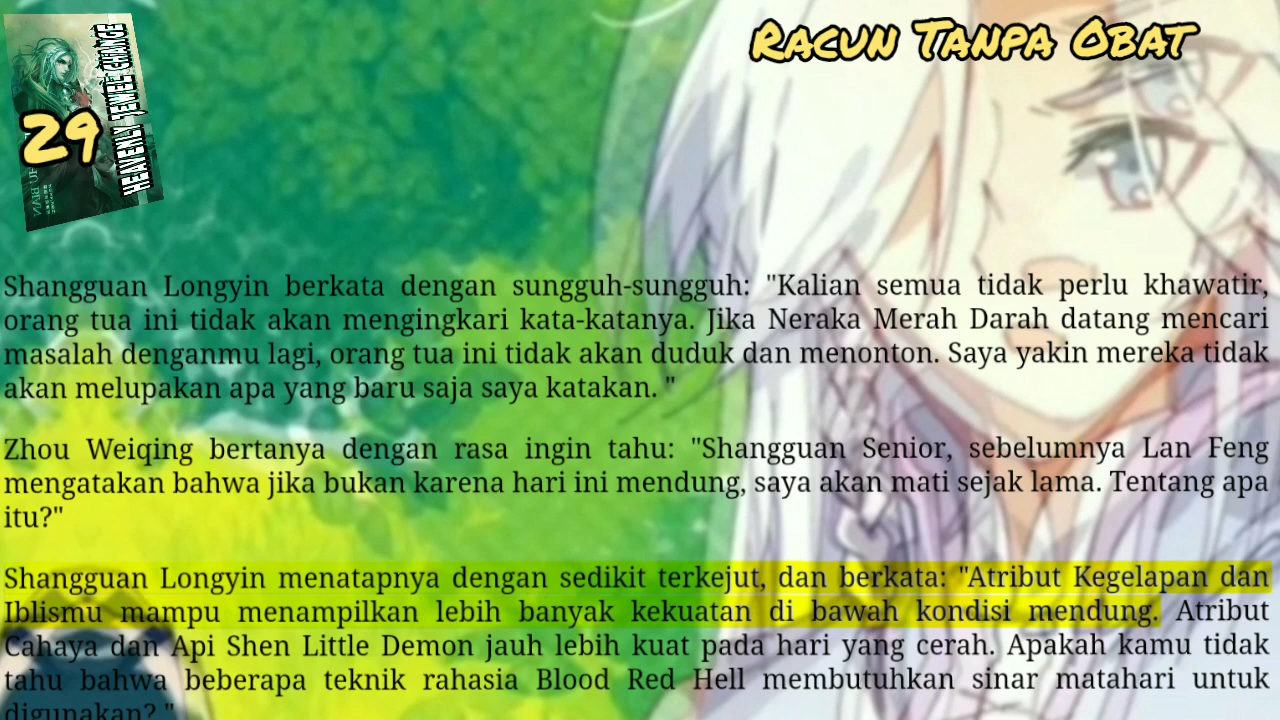 Racun Tanpa Obat
29
HEAVENLY JEWEL CHANGE
Shangguan Longyin berkata dengan sungguh-sungguh: "Kalian semua tidak perlu khawatir,
orang tua ini tidak akan mengingkari kata-katanya. Jika Neraka Merah Darah datang mencari
masalah denganmu lagi, orang tua ini tidak akan duduk dan menonton. Saya yakin mereka tidak
akan melupakan apa yang baru saja saya katakan. "
Zhou Weiqing bertanya dengan rasa ingin tahu: "Shangguan Senior, sebelumnya Lan Feng
mengatakan bahwa jika bukan karena hari ini mendung, saya akan mati sejak lama. Tentang apa
itu?"
Shangguan Longyin menatapnya dengan sedikit terkejut, dan berkata: "Atribut Kegelapan dan
Iblismu mampu menampilkan lebih banyak kekuatan di bawah kondisi mendung. Atribut
Cahaya dan Api Shen Little Demon jauh lebih kuat pada hari yang cerah. Apakah kamu tidak
tahu bahwa beberapa teknik rahasia Blood Red Hell membutuhkan sinar matahari untuk
digunakan? "